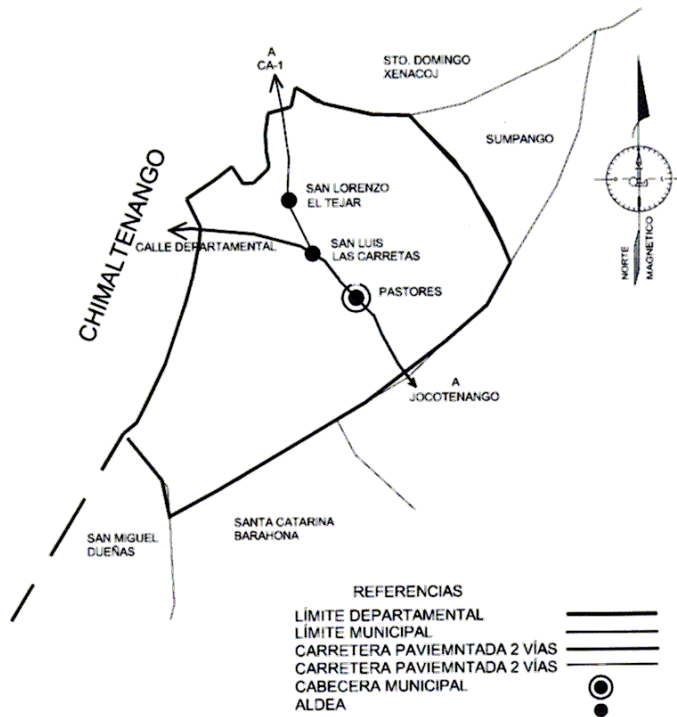 A
CA-1
STO. DOMINGO
XENACOJ
SUMPANGO
CHIMALTENANGO
SAN LORENZO
EL TEJAR
CALLE DEPARTAMENTAL
SAN LUIS
LAS CARRETAS
PASTORES
NORTE
MAGNETICO
A
JOCOTENANGO
SAN MIGUEL
DUEÑAS
SANTA CATARINA
BARAHONA
REFERENCIAS
LÍMITE DEPARTAMENTAL
LÍMITE MUNICIPAL
CARRETERA PAVIEMNTADA 2 VÍAS
CARRETERA PAVIEMNTADA 2 VÍAS
CABECERA MUNICIPAL
ALDEA